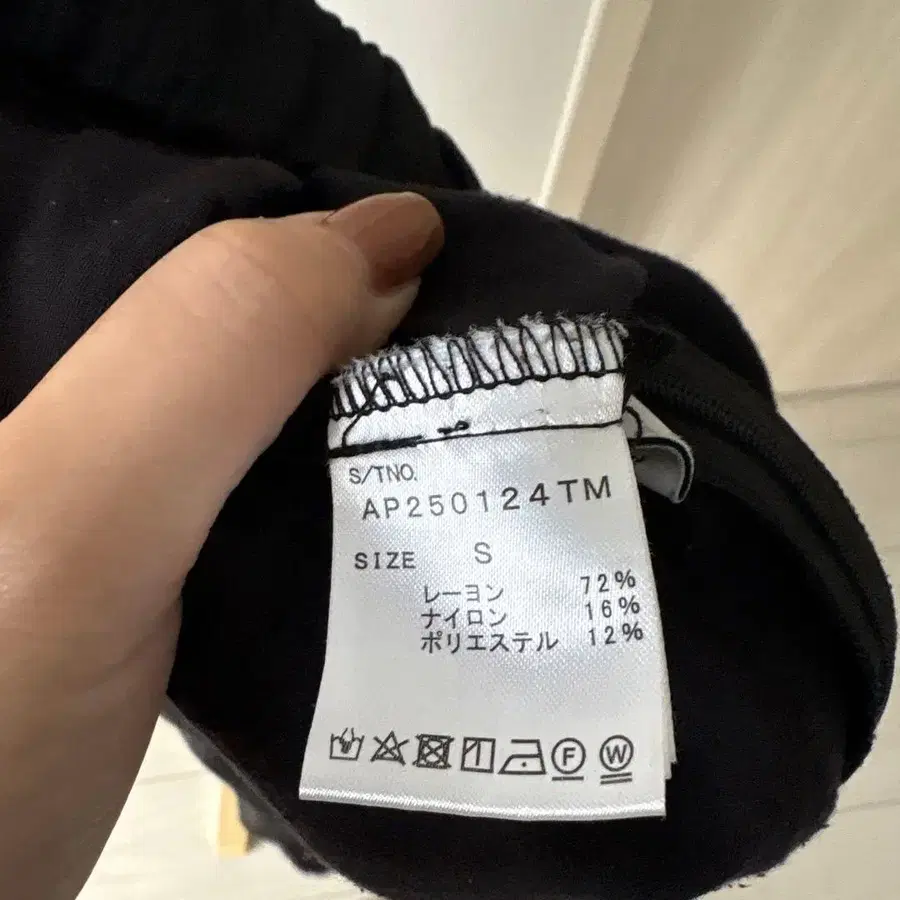 S/TNO.
AP250124TM
SIZE S
レーヨン 72%
ナイロン 16%
ポリエステル 12%
F W